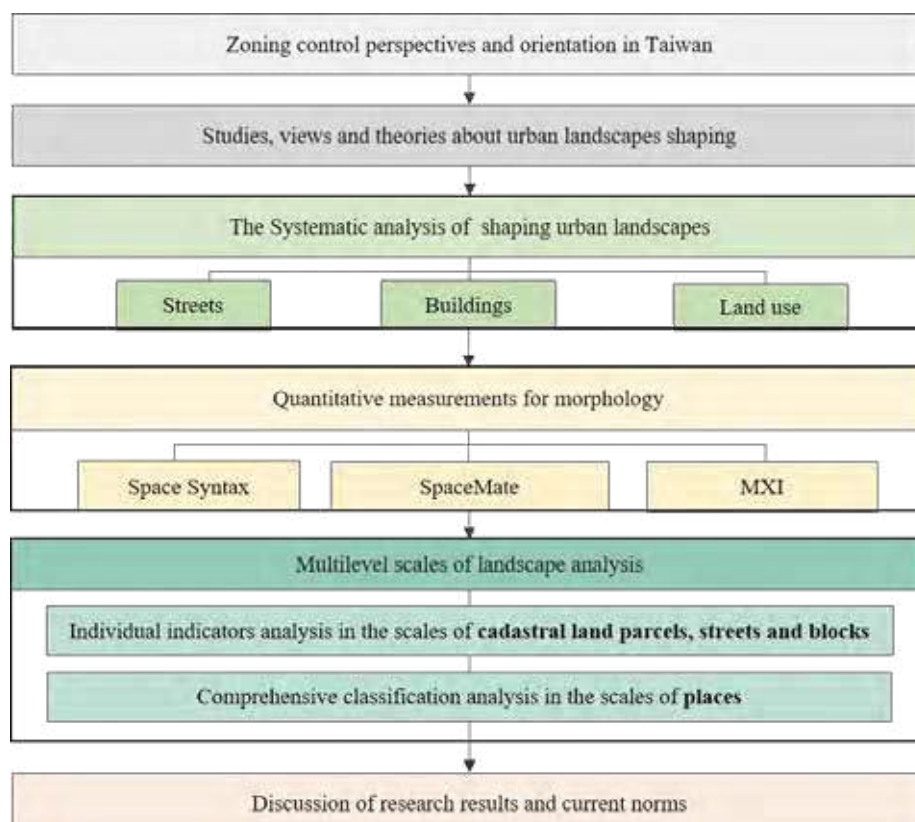 Zoning control perspectives and orientation in Taiwan
Studies, views and theories about urban landscapes shaping
The Systematic analysis of shaping urban landscapes
Streets
Buildings
Land use
Quantitative measurements for morphology
Space Syntax
SpaceMate
MXI
Multilevel scales of landscape analysis
Individual indicators analysis in the scales of cadastral land parcels, streets and blocks
Comprehensive classification analysis in the scales of places
Discussion of research results and current norms